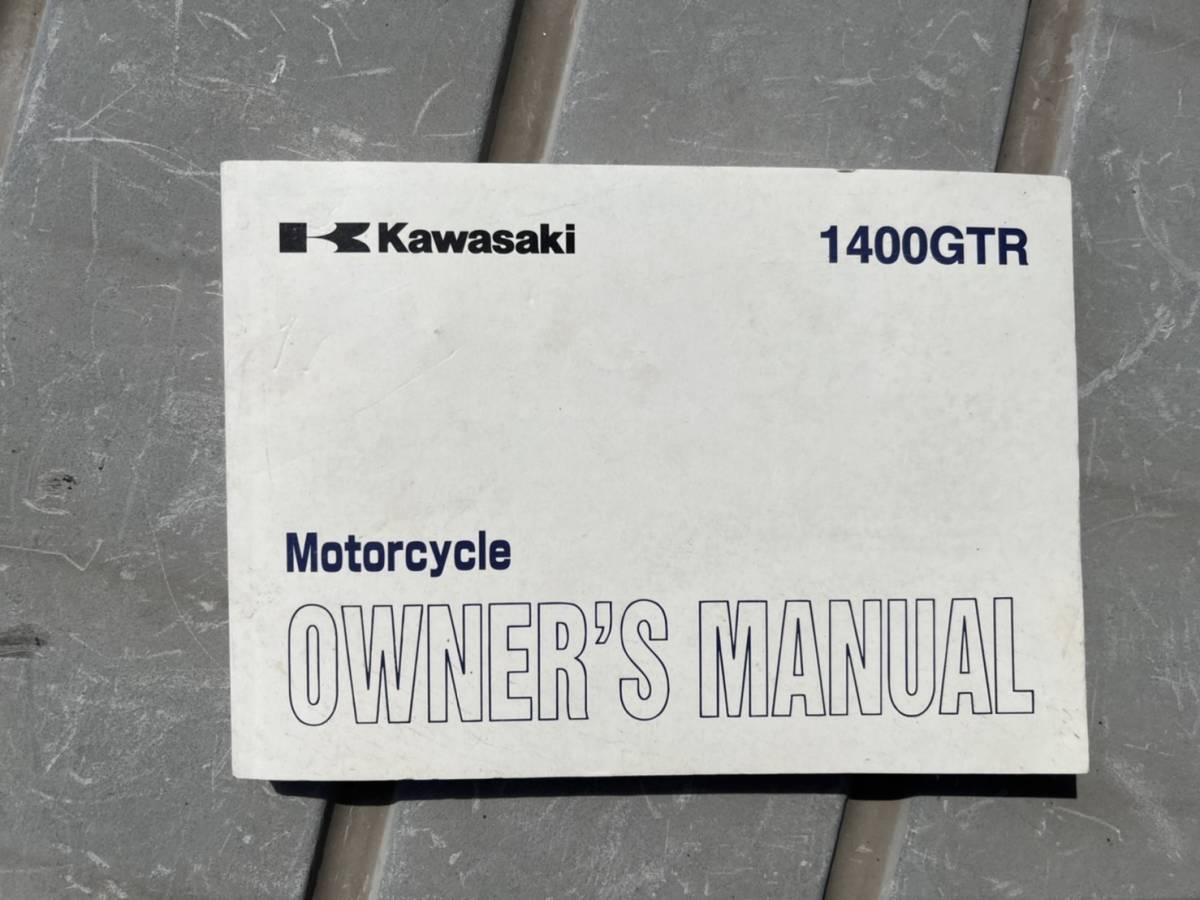 Kawasaki 1400GTR
Motorcycle
OWNER'S MANUAL